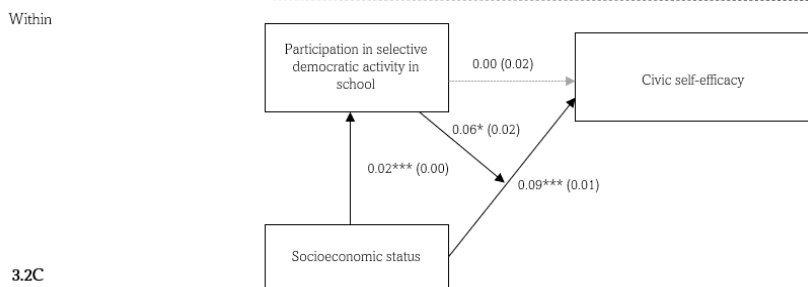 Within
Participation in selective
democratic activity in
school
0.00 (0.02)
Civic self-efficacy
0.06* (0.02)
0.02*** (0.00)
0.09*** (0.01)
Socioeconomic status
3.2C